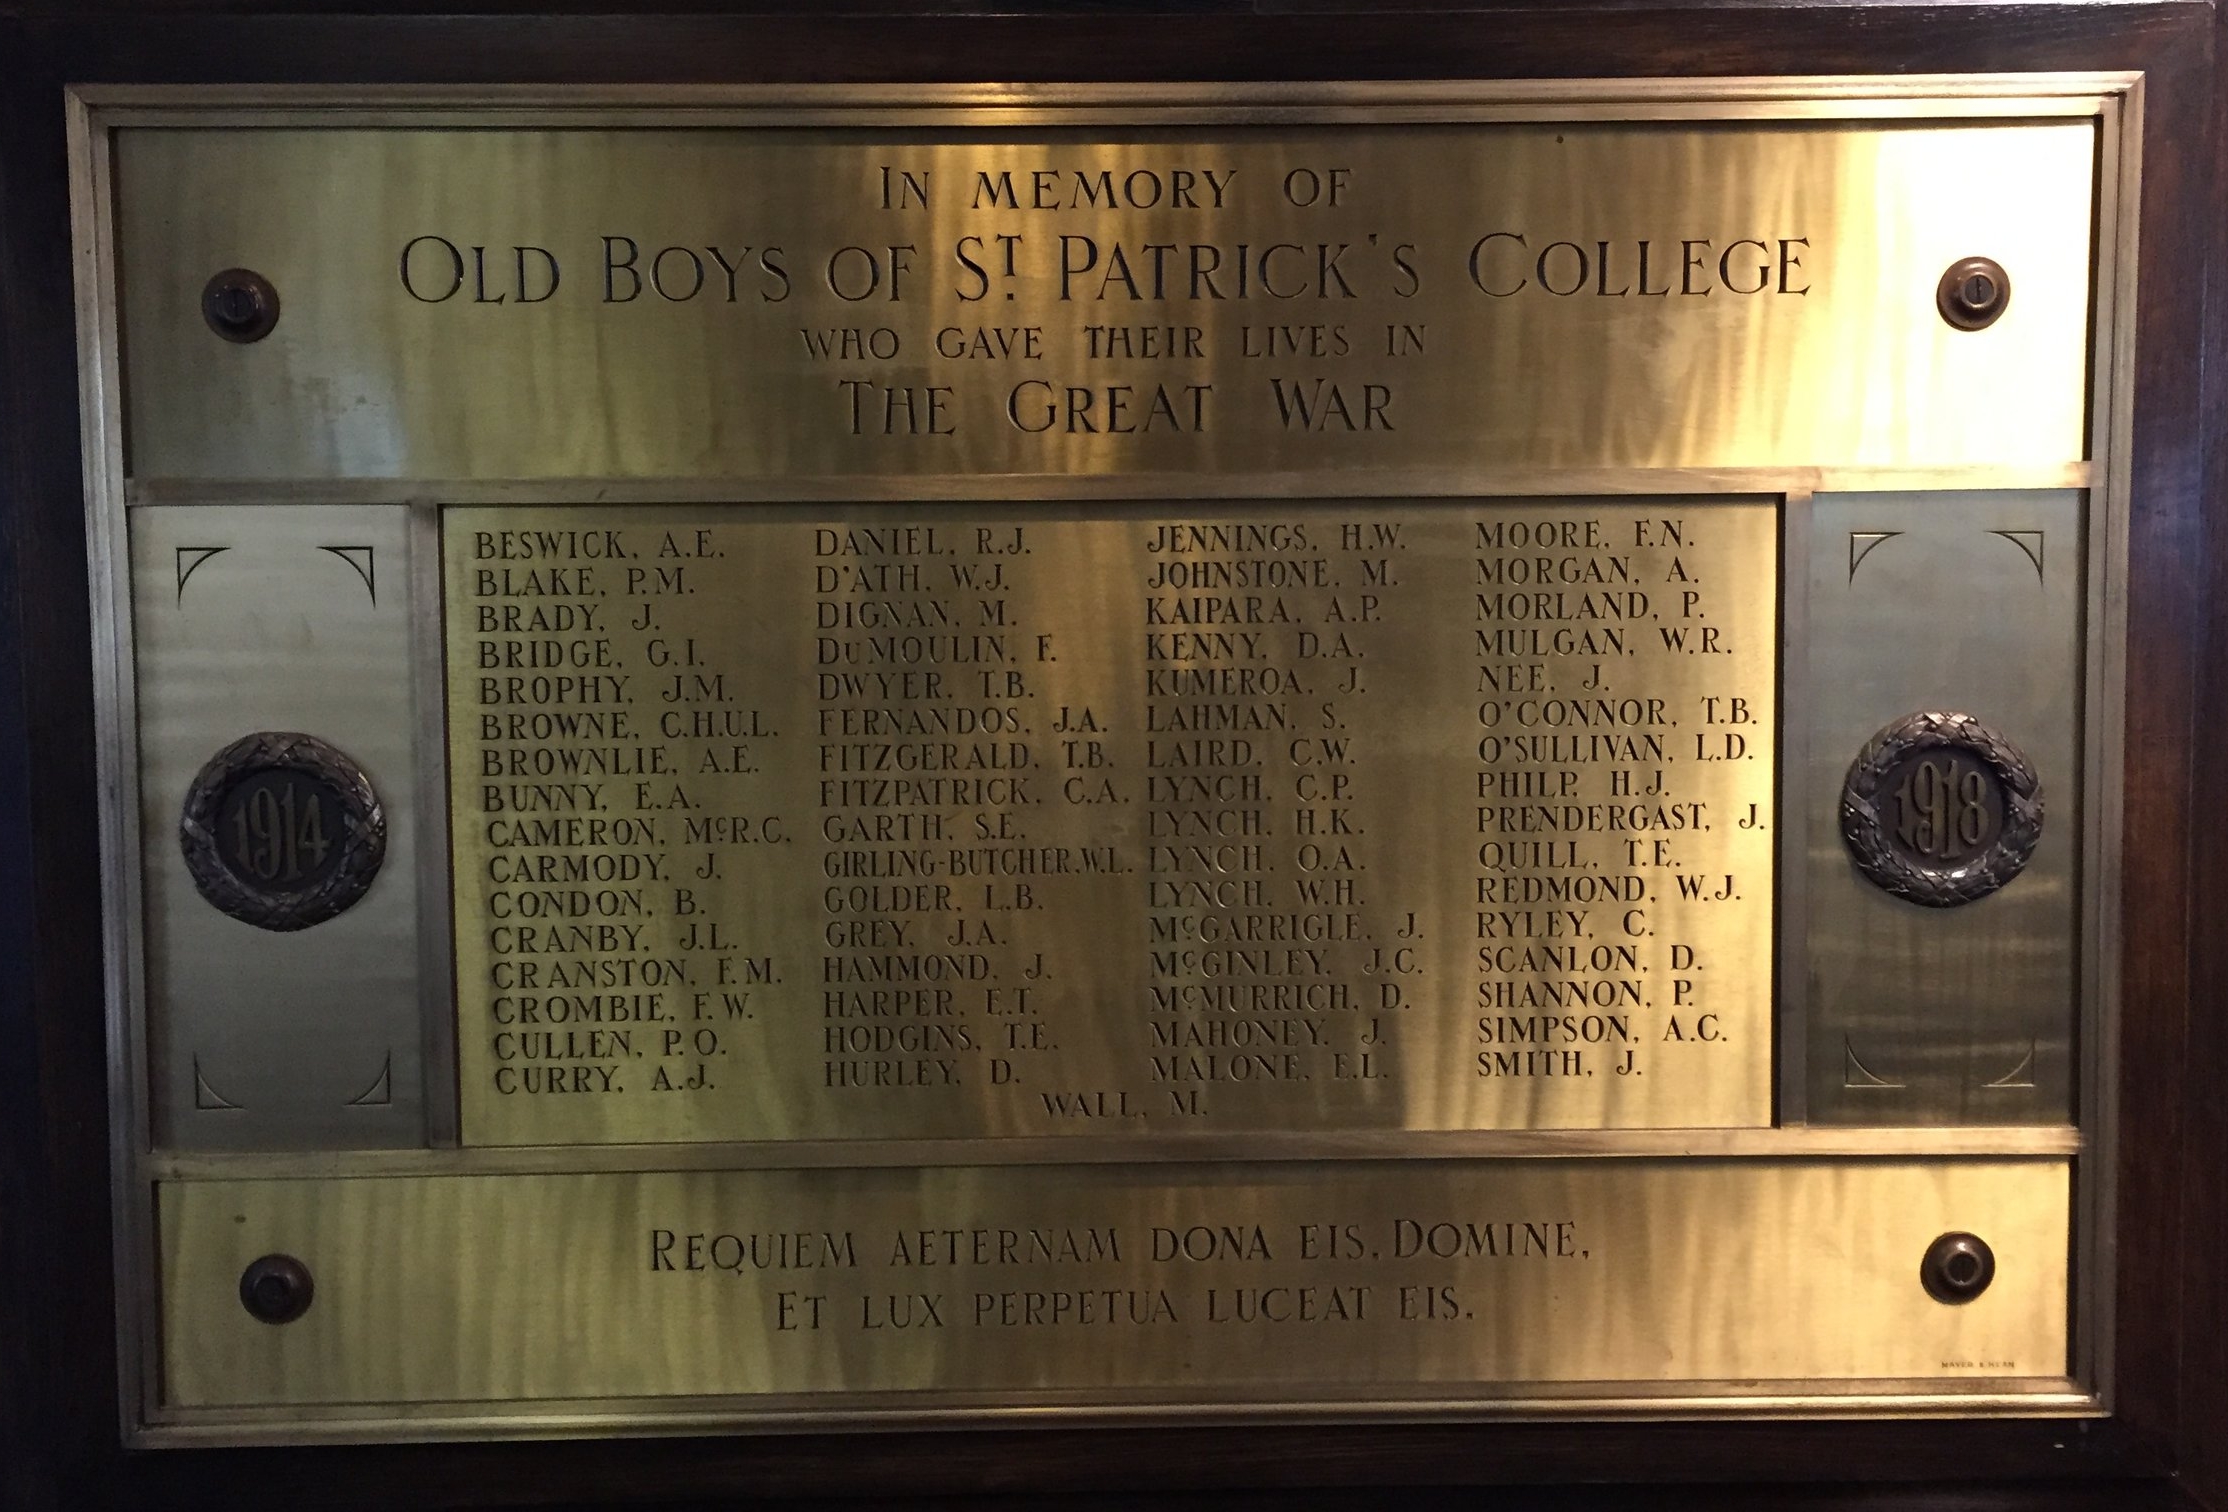 IN MEMORY OF
OLD BOYS OF ST. PATRICK'S COLLEGE
WHO GAVE THEIR LIVES IN
THE GREAT WAR
1914
BESWICK, A.E.
BLAKE, P.M.
BRADY, J.
BRIDGE, G.I.
BROPHY, J.M.
BROWNE, C.H.U.L.
BROWNLIE, A.E.
BUNNY, E.A.
CAMERON, McR.C.
CARMODY, J.
CONDON, B.
CRANBY, J.L.
CRANSTON, F.M.
CROMBIE, F.W.
CULLEN, P.O.
CURRY, A.J.
DANIEL, R.J.
D'ATH, W.J.
DIGNAN, M.
DuMOULIN, F.
DWYER, T.B.
FERNANDOS, J.A.
FITZGERALD, T.B.
FITZPATRICK, C.A.
GARTH, S.E.
GIRLING-BUTCHER, W.L.
GOLDER, L.B.
GREY, J.A.
HAMMOND, J.
HARPER, E.T.
HODGINS, T.E.
HURLEY, D.
JENNINGS, H.W.
JOHNSTONE, M.
KAIPARA, A.P.
KENNY, D.A.
KUMEROA, J.
LAHMAN, S.
LAIRD, C.W.
LYNCH, C.P.
LYNCH, H.K.
LYNCH, O.A.
LYNCH, W.H.
McGARRIGLE, J.
McGINLEY, J.C.
McMURRICH, D.
MAHONEY, J.
MALONE, E.L.
MOORE, F.N.
MORGAN, A.
MORLAND, P.
MULGAN, W.R.
NEE, J.
O'CONNOR, T.B.
O'SULLIVAN, L.D.
PHILP, H.J.
PRENDERGAST, J.
QUILL, T.E.
REDMOND, W.J.
RYLEY, C.
SCANLON, D.
SHANNON, P.
SIMPSON, A.C.
SMITH, J.
WALL, M.
1918
REQUIEM AETERNAM DONA EIS, DOMINE,
ET LUX PERPETUA LUCEAT EIS.